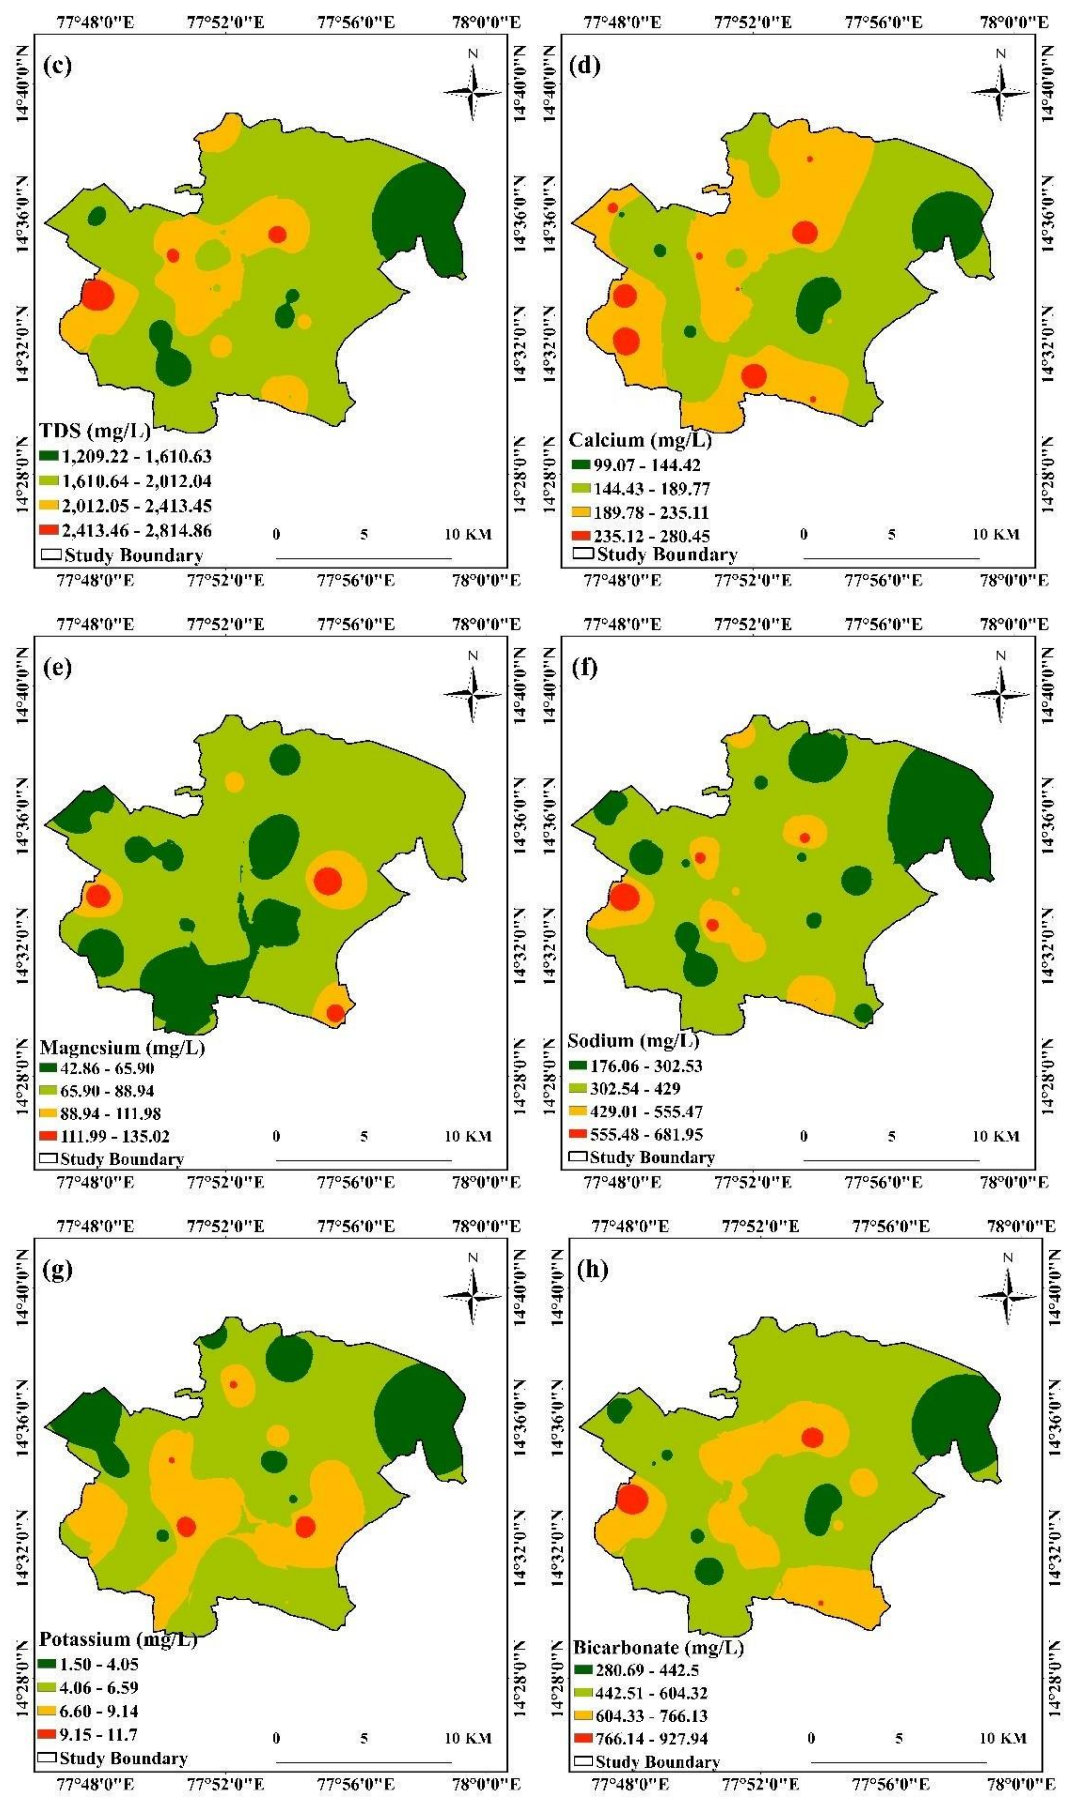 77°48'0"E 77°52'0"E 77°56'0"E 78°0'0"E 77°48'0"E 77°52'0"E 77°56'0"E 78°0'0"E
(c) N (d) N
14°40'0"N 14°40'0"N 14°40'0"N 14°40'0"N
14°36'0"N 14°36'0"N 14°36'0"N 14°36'0"N
14°32'0"N 14°32'0"N 14°32'0"N 14°32'0"N
14°28'0"N 14°28'0"N 14°28'0"N 14°28'0"N
TDS (mg/L)
1,209.22 - 1,610.63
1,610.64 - 2,012.04
2,012.05 - 2,413.45
2,413.46 - 2,814.86
Study Boundary
0 5 10 KM
Calcium (mg/L)
99.07 - 144.42
144.43 - 189.77
189.78 - 235.11
235.12 - 280.45
Study Boundary
0 5 10 KM
77°48'0"E 77°52'0"E 77°56'0"E 78°0'0"E 77°48'0"E 77°52'0"E 77°56'0"E 78°0'0"E
77°48'0"E 77°52'0"E 77°56'0"E 78°0'0"E 77°48'0"E 77°52'0"E 77°56'0"E 78°0'0"E
(e) N (f) N
14°40'0"N 14°40'0"N 14°40'0"N 14°40'0"N
14°36'0"N 14°36'0"N 14°36'0"N 14°36'0"N
14°32'0"N 14°32'0"N 14°32'0"N 14°32'0"N
14°28'0"N 14°28'0"N 14°28'0"N 14°28'0"N
Magnesium (mg/L)
42.86 - 65.90
65.90 - 88.94
88.94 - 111.98
111.99 - 135.02
Study Boundary
0 5 10 KM
Sodium (mg/L)
176.06 - 302.53
302.54 - 429
429.01 - 555.47
555.48 - 681.95
Study Boundary
0 5 10 KM
77°48'0"E 77°52'0"E 77°56'0"E 78°0'0"E 77°48'0"E 77°52'0"E 77°56'0"E 78°0'0"E
77°48'0"E 77°52'0"E 77°56'0"E 78°0'0"E 77°48'0"E 77°52'0"E 77°56'0"E 78°0'0"E
(g) N (h) N
14°40'0"N 14°40'0"N 14°40'0"N 14°40'0"N
14°36'0"N 14°36'0"N 14°36'0"N 14°36'0"N
14°32'0"N 14°32'0"N 14°32'0"N 14°32'0"N
14°28'0"N 14°28'0"N 14°28'0"N 14°28'0"N
Potassium (mg/L)
1.50 - 4.05
4.06 - 6.59
6.60 - 9.14
9.15 - 11.7
Study Boundary
0 5 10 KM
Bicarbonate (mg/L)
280.69 - 442.5
442.51 - 604.32
604.33 - 766.13
766.14 - 927.94
Study Boundary
0 5 10 KM
77°48'0"E 77°52'0"E 77°56'0"E 78°0'0"E 77°48'0"E 77°52'0"E 77°56'0"E 78°0'0"E